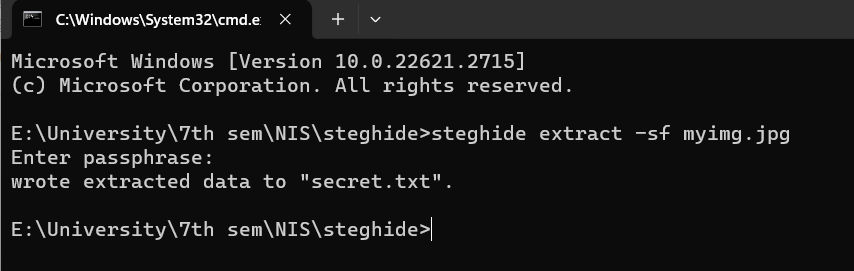 C:\Windows\System32\cmd.e
Microsoft Windows [Version 10.0.22621.2715]
(c) Microsoft Corporation. All rights reserved.
E:\University\7th sem\NIS\steghide>steghide extract -sf myimg.jpg
Enter passphrase:
wrote extracted data to "secret.txt".
E:\University\7th sem\NIS\steghide>